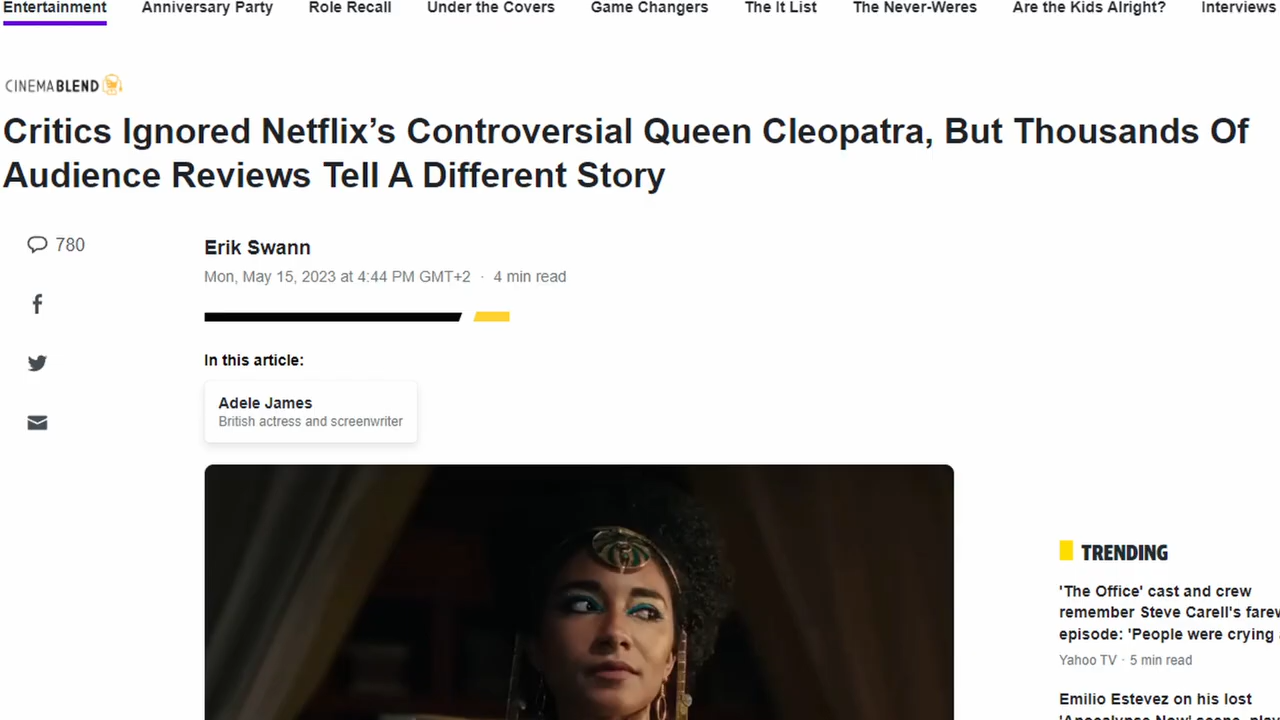 Entertainment Anniversary Party Role Recall Under the Covers Game Changers The It List The Never-Weres Are the Kids Alright? Interviews
CINEMABLEND
Critics Ignored Netflix’s Controversial Queen Cleopatra, But Thousands Of
Audience Reviews Tell A Different Story
780
Erik Swann
Mon, May 15, 2023 at 4:44 PM GMT+2 · 4 min read
In this article:
Adele James
British actress and screenwriter
TRENDING
'The Office' cast and crew
remember Steve Carell's
episode: 'People were crying
Yahoo TV · 5 min read
Emilio Estevez on his lost
'Apocalypse Now' scene,